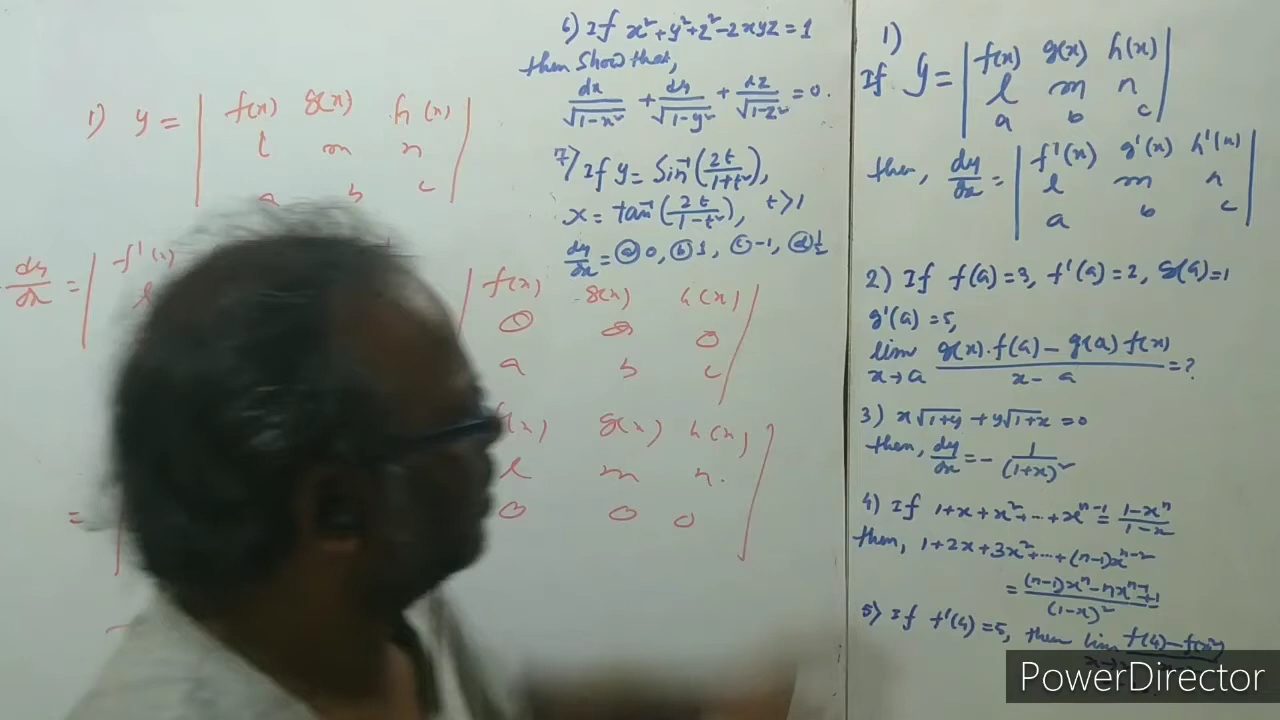 1) y = | f(x) g(x) h(x) |
l m n
a b c
dy/dx = | f'(x)
l
f(x) g(x) h(x)
0 0 0
a b c
=
(x) g(x) h(x)
l m n.
0 0 0
6) If x²+y²+z²-2xyz=1
then Show that,
dx/√(1-x²) + dy/√(1-y²) + dz/√(1-z²) = 0.
7) If y = Sin⁻¹(2t/(1+t²)),
x = tan⁻¹(2t/(1-t²)), t>1
dy/dx = ⓐ 0, ⓑ 1, ⓒ -1, ⓓ 1/2
1)
If y = | f(x) g(x) h(x) |
l m n
a b c
then, dy/dx = | f'(x) g'(x) h'(x) |
l m n
a b c
2) If f(a)=3, f'(a)=2, g(a)=1
g'(a)=5,
lim x→a (g(x).f(a) - g(a) f(x))/(x-a) = ?
3) x√(1+y) + y√(1+x) = 0
then, dy/dx = - 1/(1+x)²
4) If 1+x+x²+...+xⁿ⁻¹ = (1-xⁿ)/(1-x)
then, 1+2x+3x²+...+(n-1)xⁿ⁻²
= ((n-1)xⁿ-nxⁿ⁻¹+1)/(1-x)²
5) If f'(4)=5, then lim f(4)-f(x²)
PowerDirector